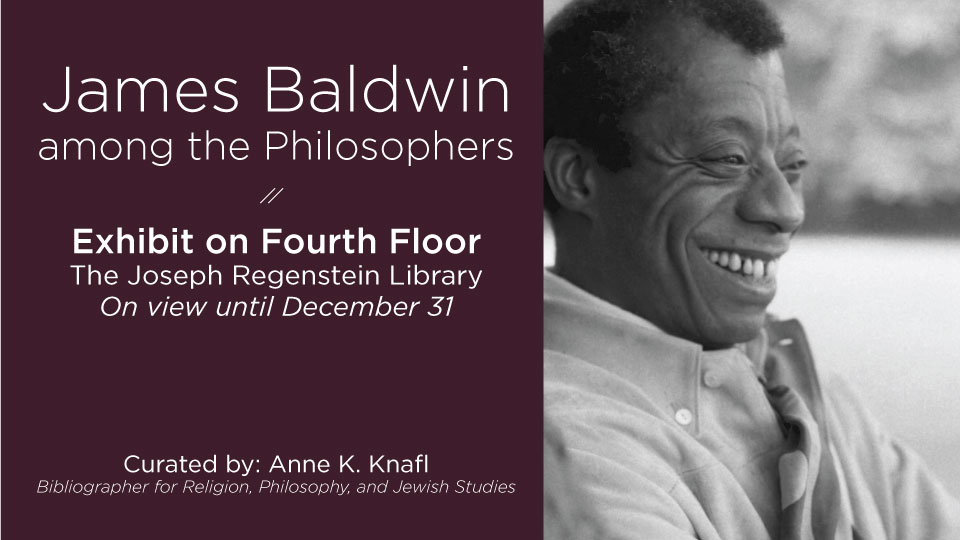 James Baldwin
among the Philosophers
//
Exhibit on Fourth Floor
The Joseph Regenstein Library
On view until December 31
Curated by: Anne K. Knafl
Bibliographer for Religion, Philosophy, and Jewish Studies